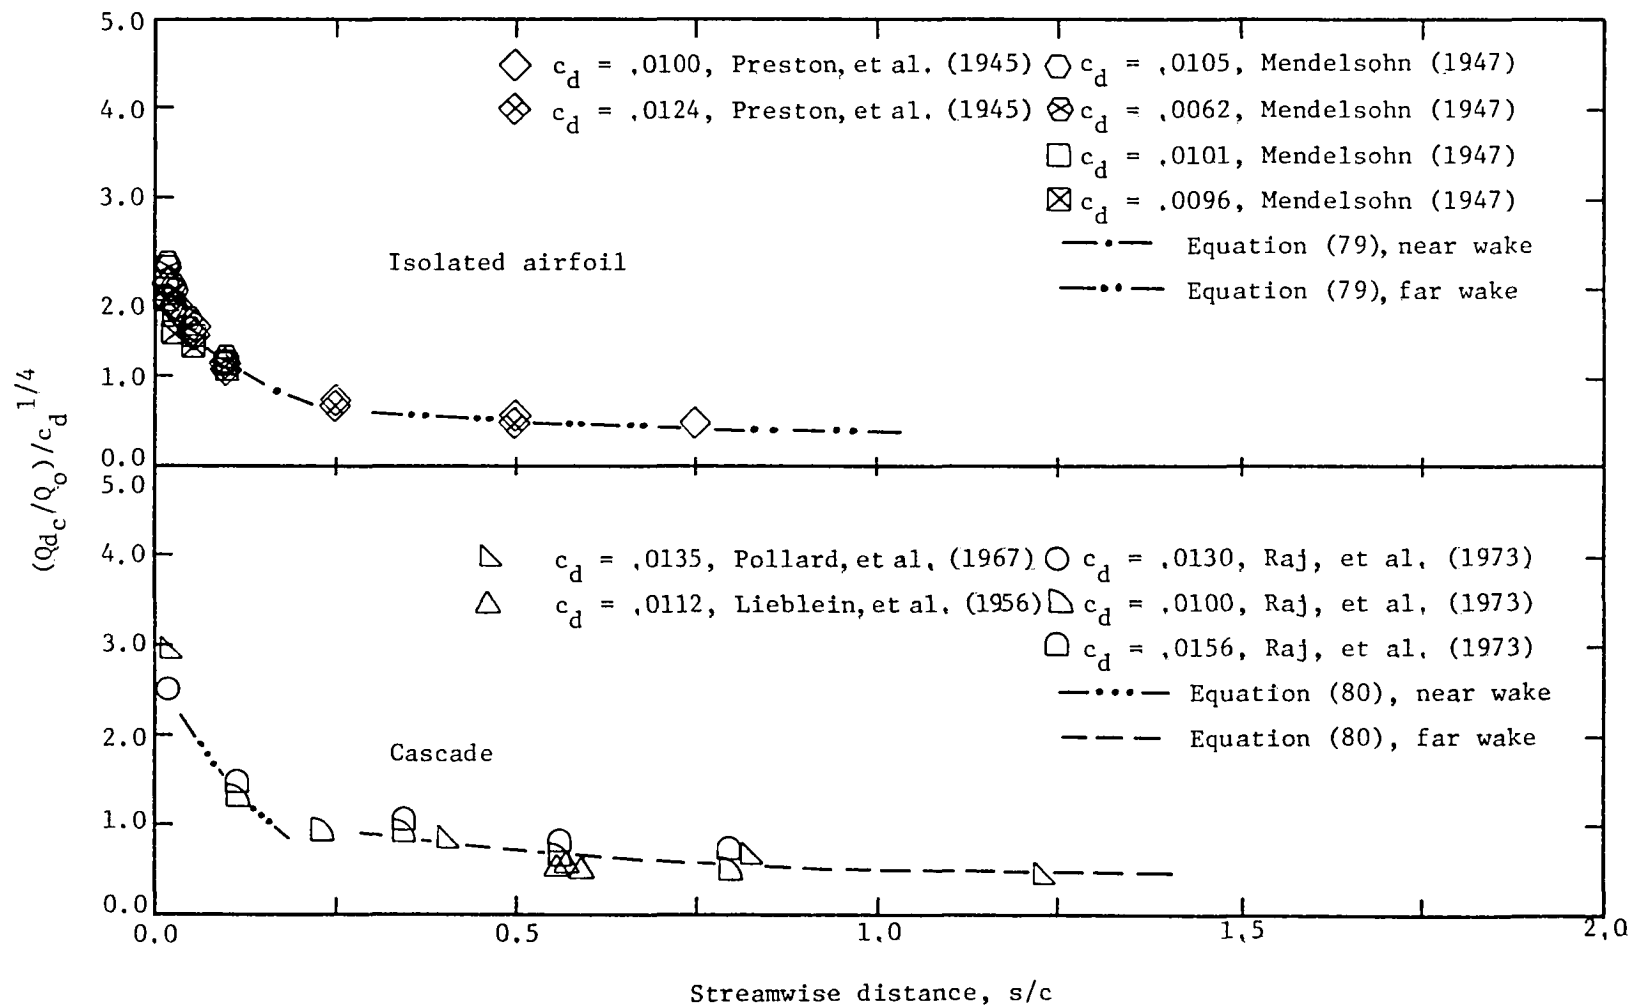 5.0
4.0
3.0
2.0
1.0
0.0
c_d = .0100, Preston, et al. (1945)
c_d = .0124, Preston, et al. (1945)
c_d = .0105, Mendelsohn (1947)
c_d = .0062, Mendelsohn (1947)
c_d = .0101, Mendelsohn (1947)
c_d = .0096, Mendelsohn (1947)
Equation (79), near wake
Equation (79), far wake
Isolated airfoil
(Qd_c/Q_o)/c_d^1/4
5.0
4.0
3.0
2.0
1.0
0.0
c_d = .0135, Pollard, et al. (1967)
c_d = .0112, Lieblein, et al. (1956)
c_d = .0130, Raj, et al. (1973)
c_d = .0100, Raj, et al. (1973)
c_d = .0156, Raj, et al. (1973)
Equation (80), near wake
Equation (80), far wake
Cascade
0.0 0.5 1.0 1.5 2.0
Streamwise distance, s/c